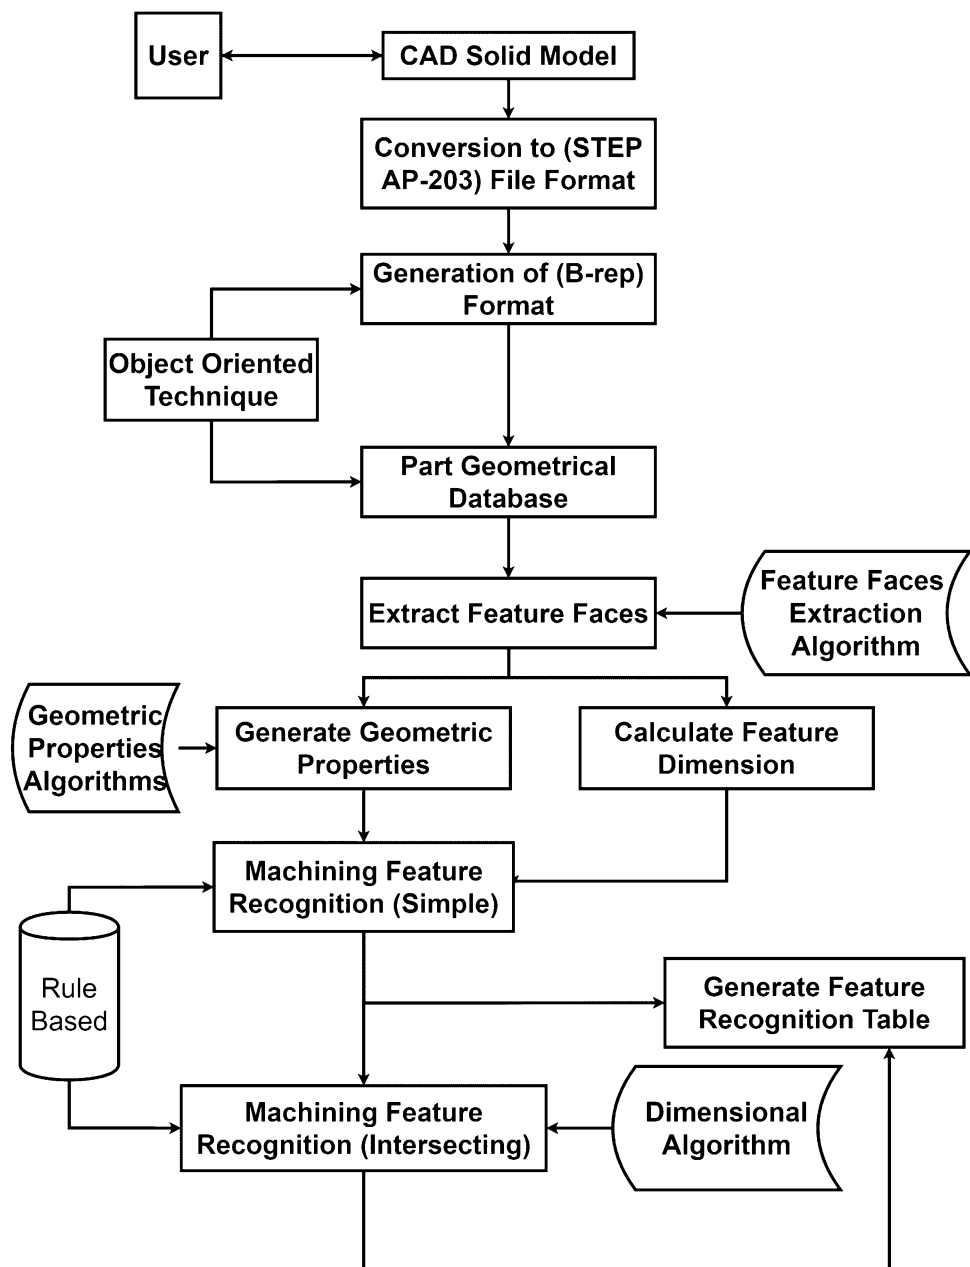 User
CAD Solid Model
Conversion to (STEP
AP-203) File Format
Generation of (B-rep)
Format
Object Oriented
Technique
Part Geometrical
Database
Extract Feature Faces
Feature Faces
Extraction
Algorithm
Geometric
Properties
Algorithms
Generate Geometric
Properties
Calculate Feature
Dimension
Machining Feature
Recognition (Simple)
Rule
Based
Generate Feature
Recognition Table
Machining Feature
Recognition (Intersecting)
Dimensional
Algorithm